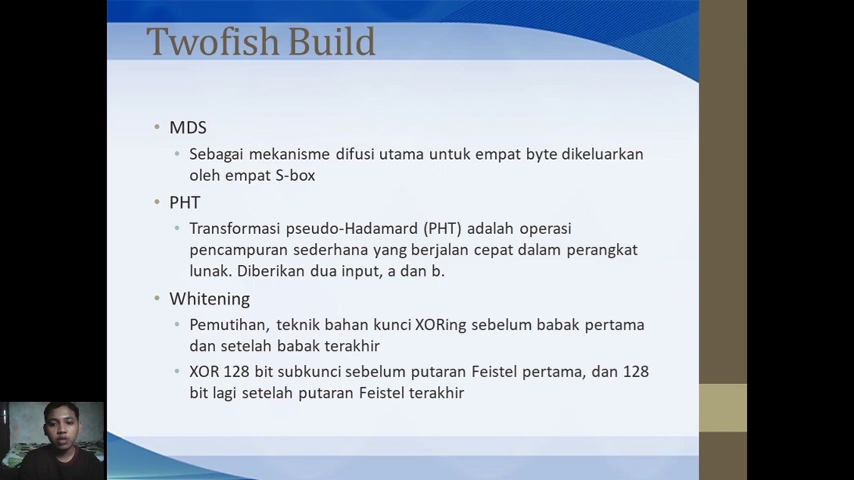 Twofish Build
• MDS
• Sebagai mekanisme difusi utama untuk empat byte dikeluarkan
oleh empat S-box
• PHT
• Transformasi pseudo-Hadamard (PHT) adalah operasi
pencampuran sederhana yang berjalan cepat dalam perangkat
lunak. Diberikan dua input, a dan b.
• Whitening
• Pemutihan, teknik bahan kunci XORing sebelum babak pertama
dan setelah babak terakhir
• XOR 128 bit subkunci sebelum putaran Feistel pertama, dan 128
bit lagi setelah putaran Feistel terakhir